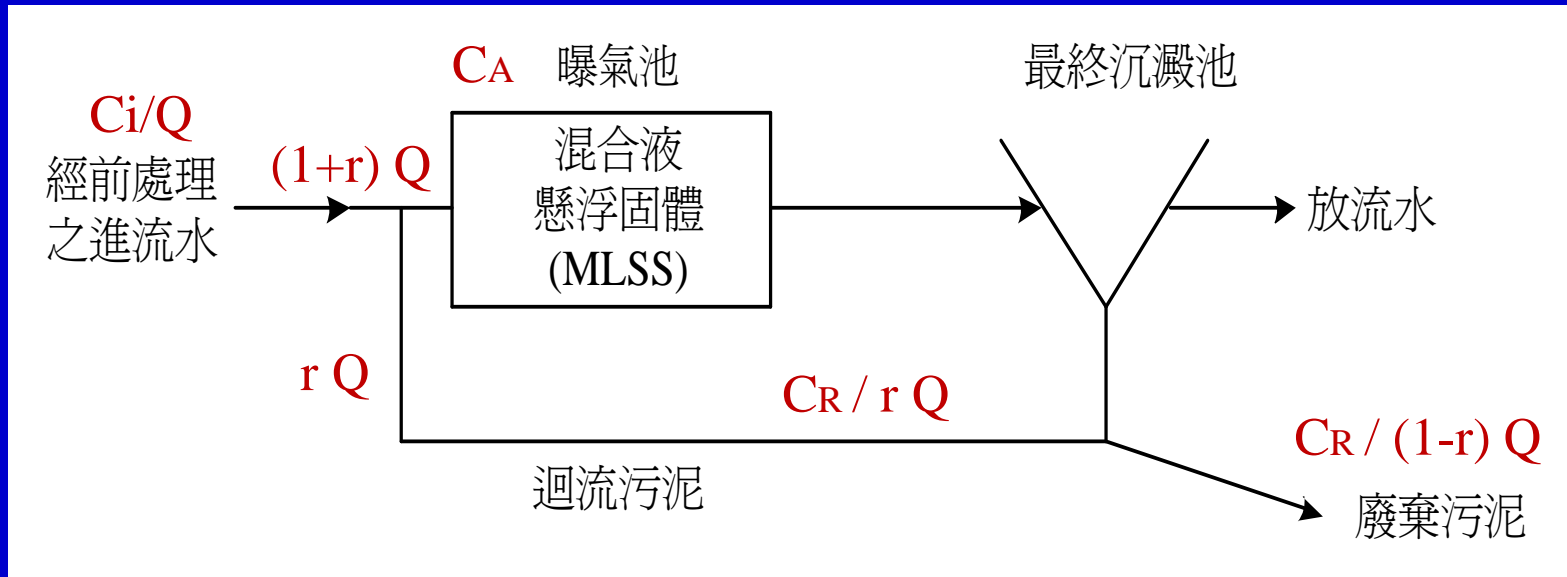 CA 曝氣池
最終沉澱池
Ci/Q
經前處理
之進流水
(1+r) Q
混合液
懸浮固體
(MLSS)
放流水
r Q
CR / r Q
迴流污泥
CR / (1-r) Q
廢棄污泥